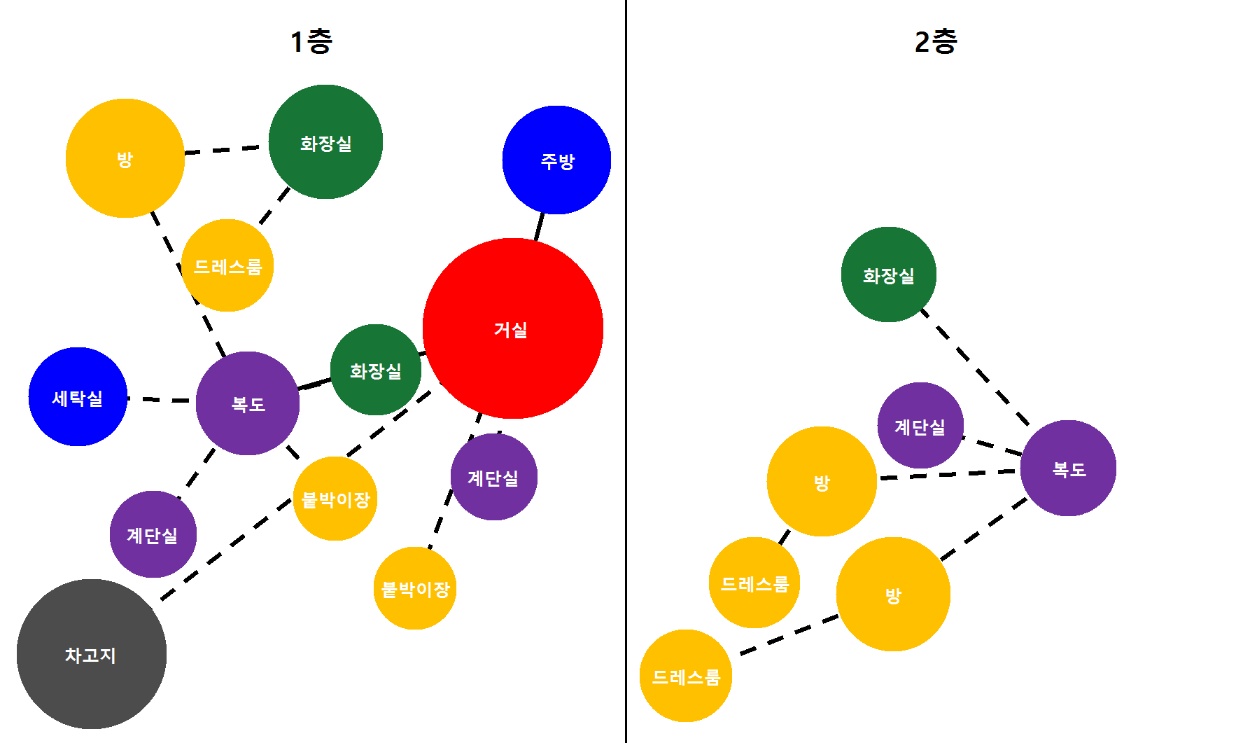 1층
방
화장실
주방
드레스룸
거실
화장실
세탁실
복도
계단실
붙박이장
계단실
붙박이장
차고지
2층
화장실
계단실
복도
방
드레스룸
방
드레스룸